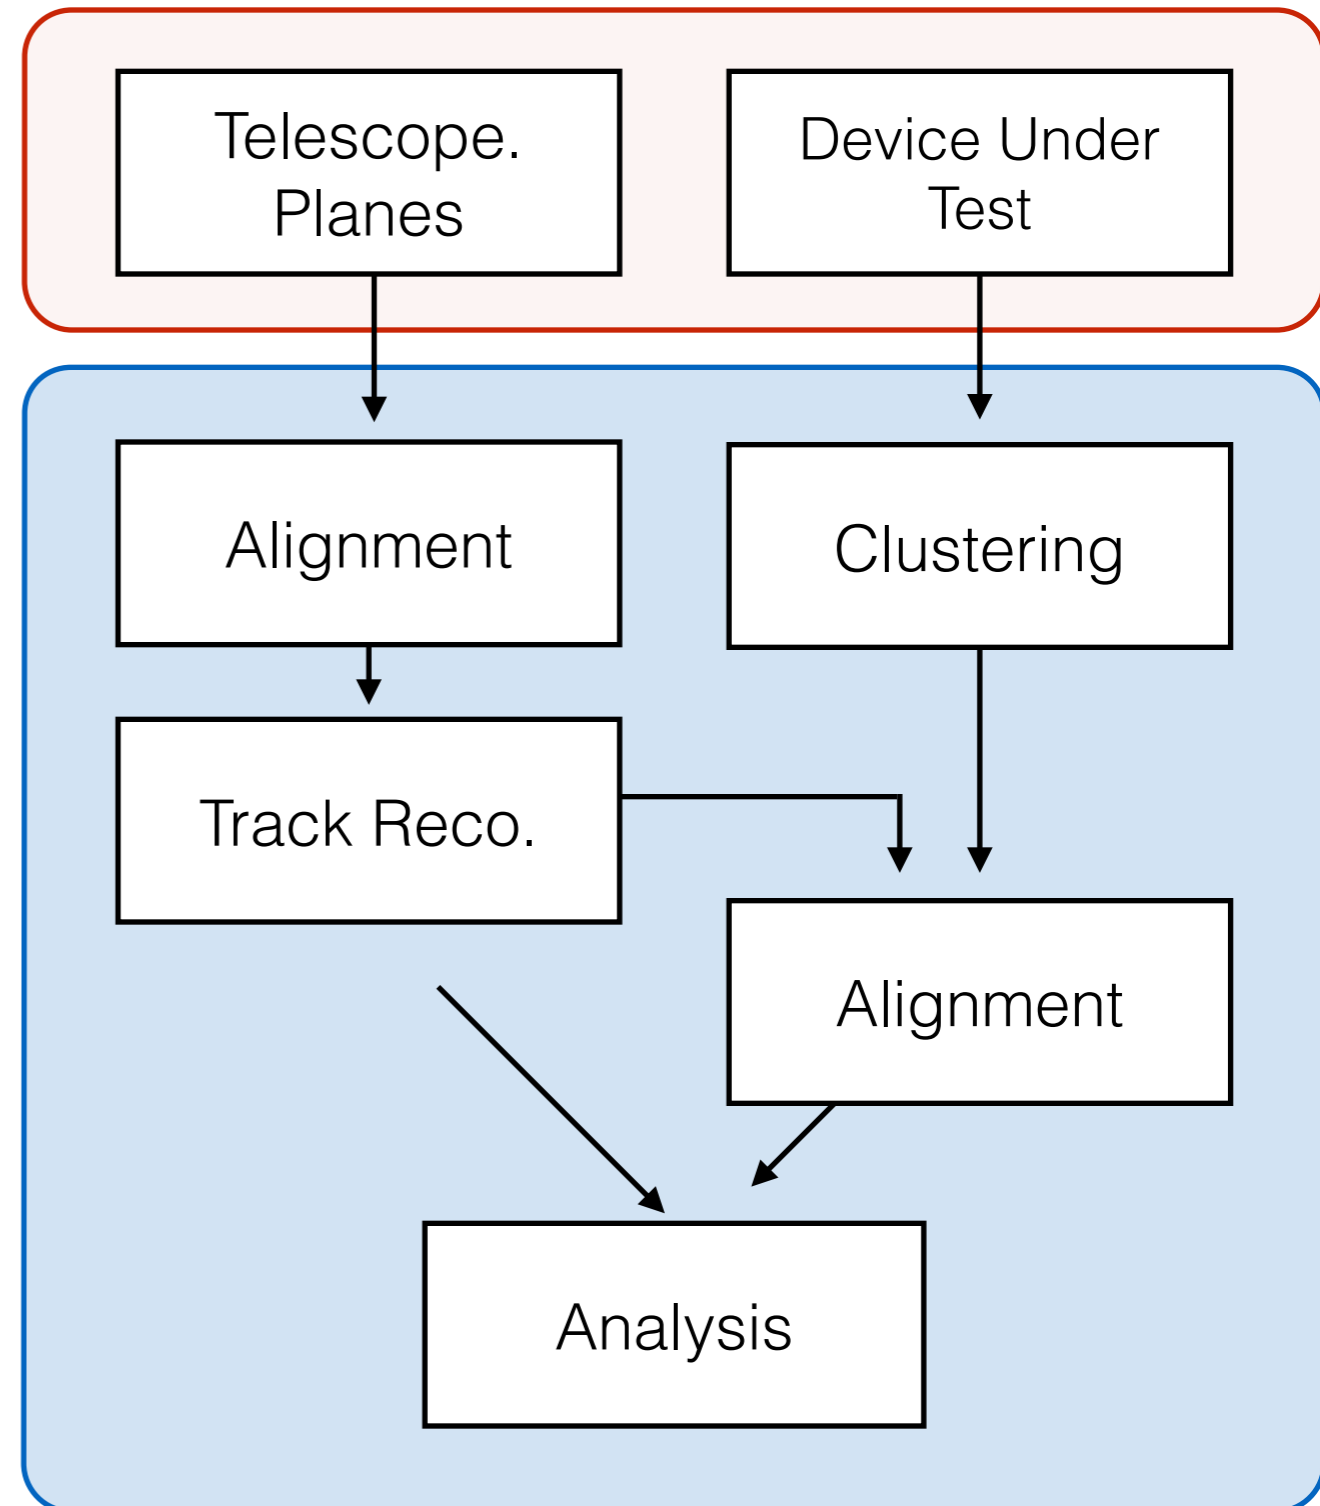 Telescope.
Planes
Device Under
Test
Alignment
Clustering
Track Reco.
Alignment
Analysis